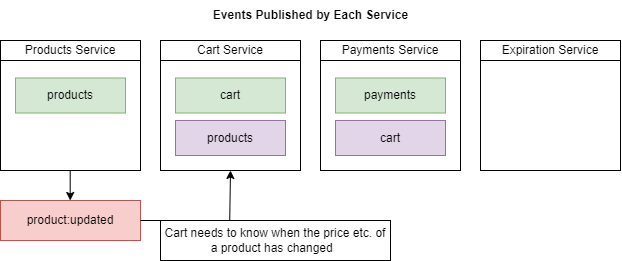 Events Published by Each Service
Products Service
Cart Service
Payments Service
Expiration Service
products
cart
payments
products
cart
product:updated
Cart needs to know when the price etc. of
a product has changed